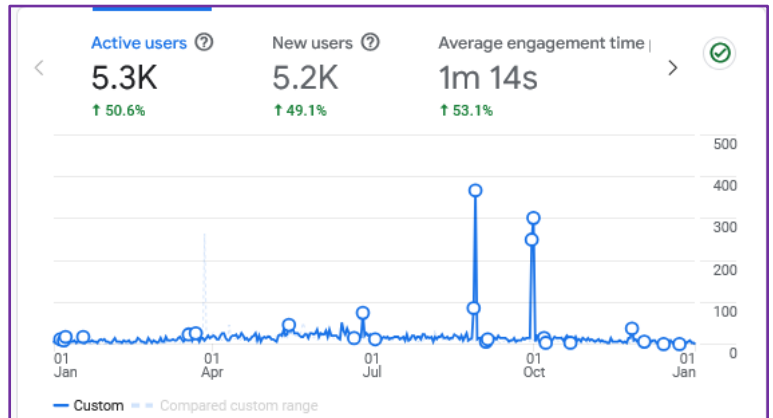 Active users
New users
Average engagement time
5.3K
5.2K
1m 14s
↑ 50.6%
↑ 49.1%
↑ 53.1%
500
400
300
200
100
0
01
Jan
01
Apr
01
Jul
01
Oct
01
Jan
Custom
Compared custom range